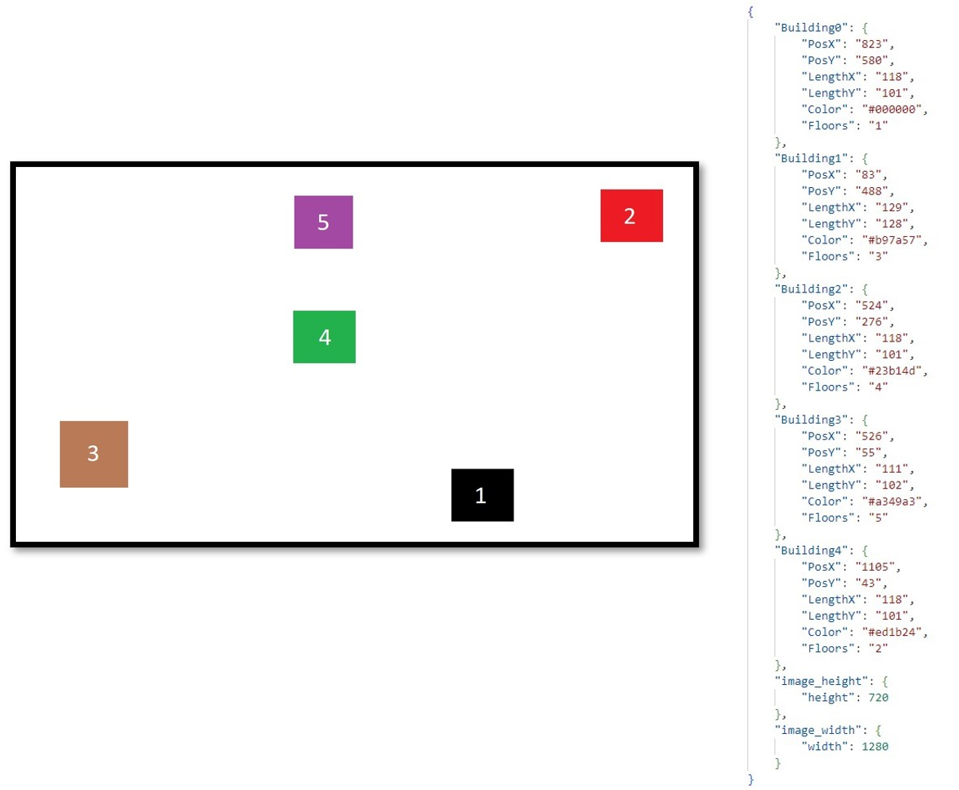 5
2
4
3
1
{
"Building0": {
"PosX": "823",
"PosY": "580",
"LengthX": "118",
"LengthY": "101",
"Color": "#000000",
"Floors": "1"
},
"Building1": {
"PosX": "83",
"PosY": "488",
"LengthX": "129",
"LengthY": "128",
"Color": "#b97a57",
"Floors": "3"
},
"Building2": {
"PosX": "524",
"PosY": "276",
"LengthX": "118",
"LengthY": "101",
"Color": "#23b14d",
"Floors": "4"
},
"Building3": {
"PosX": "526",
"PosY": "55",
"LengthX": "111",
"LengthY": "102",
"Color": "#a349a3",
"Floors": "5"
},
"Building4": {
"PosX": "1105",
"PosY": "43",
"LengthX": "118",
"LengthY": "101",
"Color": "#ed1b24",
"Floors": "2"
},
"image_height": {
"height": 720
},
"image_width": {
"width": 1280
}
}